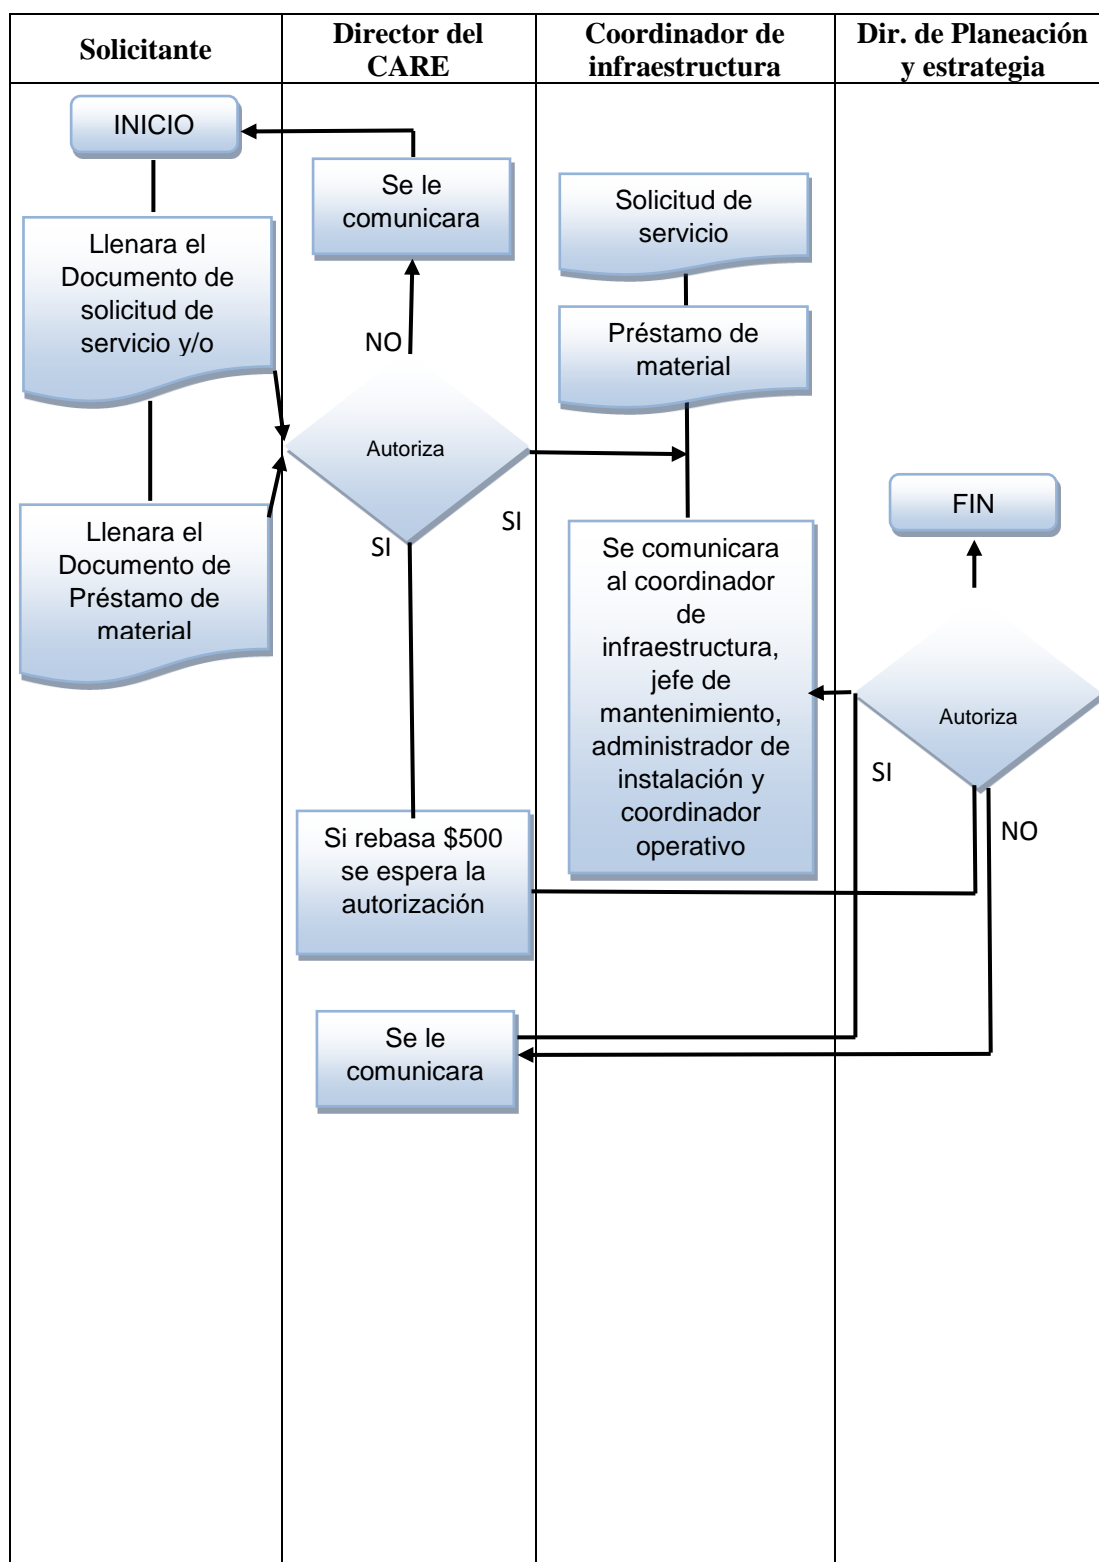 Solicitante
Director del
CARE
Coordinador de
infraestructura
Dir. de Planeación
y estrategia
INICIO
Se le
comunicara
Solicitud de
servicio
Llenara el
Documento de
solicitud de
servicio y/o
NO
Préstamo de
material
Autoriza
SI
SI
FIN
Llenara el
Documento de
Préstamo de
material
Se comunicara
al coordinador
de
infraestructura,
jefe de
mantenimiento,
administrador de
instalación y
coordinador
operativo
Autoriza
SI
NO
Si rebasa $500
se espera la
autorización
Se le
comunicara